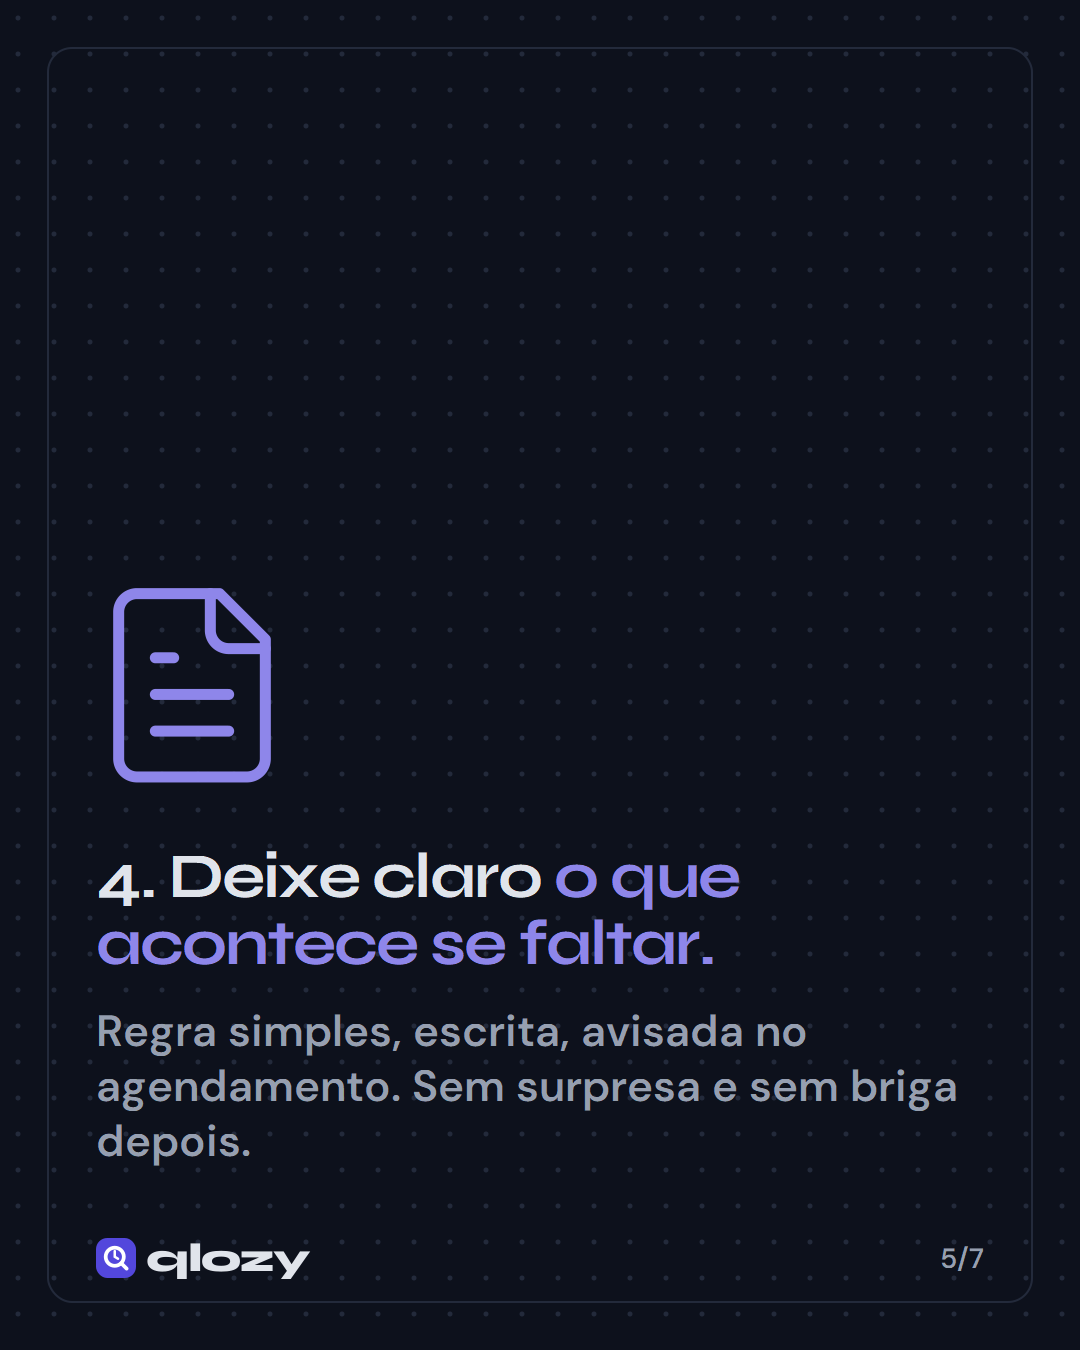 4. Deixe claro o que
acontece se faltar.
Regra simples, escrita, avisada no
agendamento. Sem surpresa e sem briga
depois.
qlozy
5/7